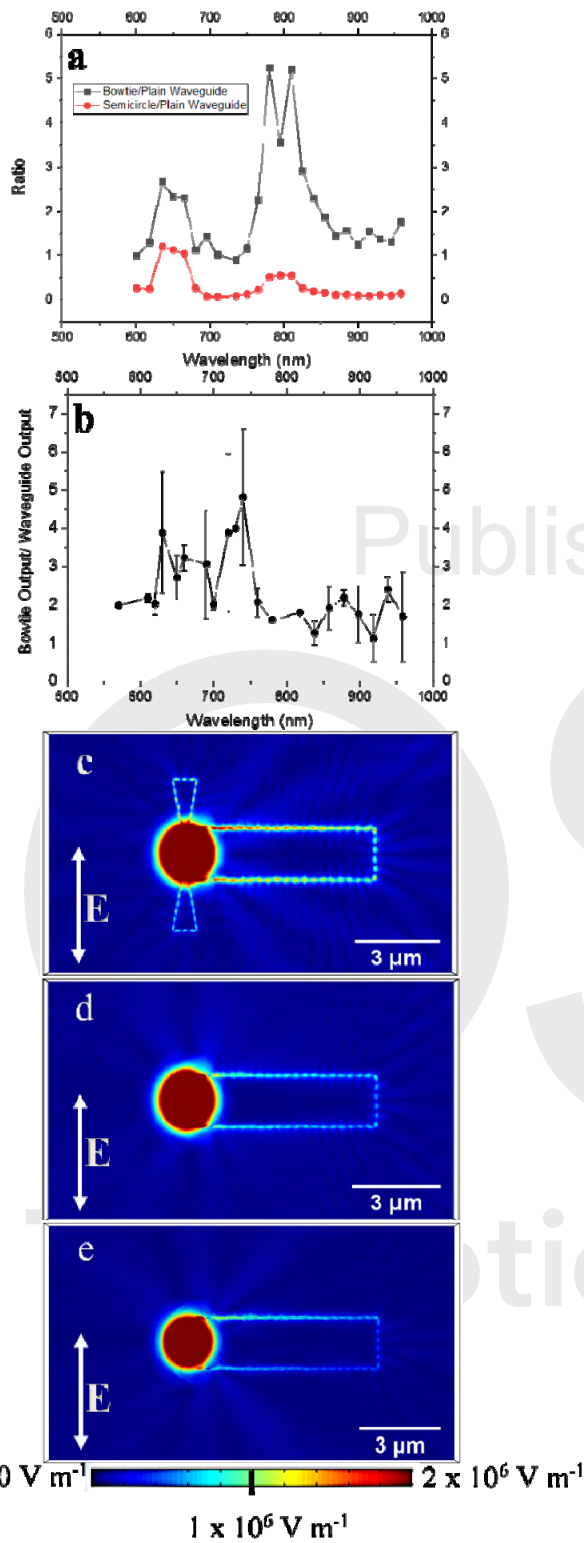 500 600 700 800 900 1000
a
Bowtie/Plain Waveguide
Semicircle/Plain Waveguide
Ratio
6 5 4 3 2 1 0
6 5 4 3 2 1 0
500 600 700 800 900 1000
Wavelength (nm)
500 600 700 800 900 1000
b
Bowtie Output/ Waveguide Output
7 6 5 4 3 2 1 0
7 6 5 4 3 2 1 0
Publis
500 600 700 800 900 1000
Wavelength (nm)
c
E
3 µm
d
E
3 µm
e
E
3 µm
0 V m⁻¹
2 x 10⁶ V m⁻¹
1 x 10⁶ V m⁻¹